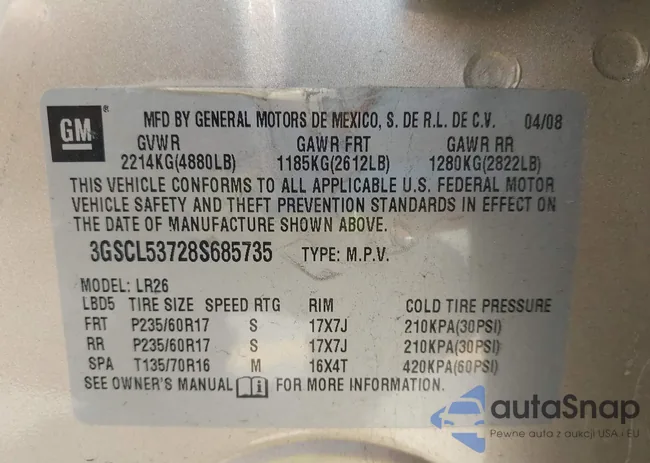 GM®
MFD BY GENERAL MOTORS DE MEXICO, S. DE R.L. DE C.V. 04/08
GVWR GAWR FRT GAWR RR
2214KG(4880LB) 1185KG(2612LB) 1280KG(2822LB)
THIS VEHICLE CONFORMS TO ALL APPLICABLE U.S. FEDERAL MOTOR
VEHICLE SAFETY AND THEFT PREVENTION STANDARDS IN EFFECT ON
THE DATE OF MANUFACTURE SHOWN ABOVE.
3GSCL53728S685735 TYPE: M.P.V.
MODEL: LR26
LBD5 TIRE SIZE SPEED RTG RIM COLD TIRE PRESSURE
FRT P235/60R17 S 17X7J 210KPA(30PSI)
RR P235/60R17 S 17X7J 210KPA(30PSI)
SPA T135/70R16 M 16X4T 420KPA(60PSI)
SEE OWNER'S MANUAL FOR MORE INFORMATION.
autaSnap
Pewne auta z aukcji USA i EU